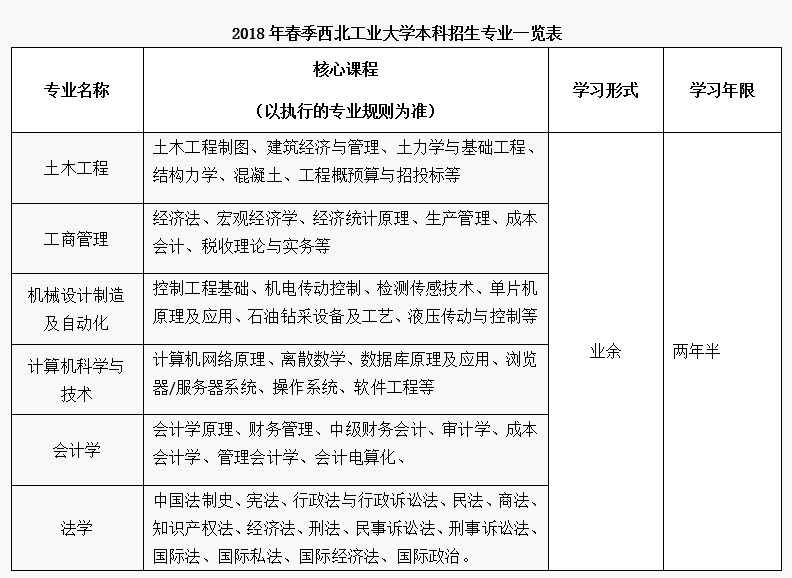 2018年春季西北工业大学本科招生专业一览表
专业名称
核心课程
（以执行的专业规则为准）
学习形式
学习年限
土木工程
土木工程制图、建筑经济与管理、土力学与基础工程、
结构力学、混凝土、工程概预算与招投标等
工商管理
经济法、宏观经济学、经济统计原理、生产管理、成本
会计、税收理论与实务等
机械设计制造
及自动化
控制工程基础、机电传动控制、检测传感技术、单片机
原理及应用、石油钻采设备及工艺、液压传动与控制等
计算机科学与
技术
计算机网络原理、离散数学、数据库原理及应用、浏览
器/服务器系统、操作系统、软件工程等
会计学
会计学原理、财务管理、中级财务会计、审计学、成本
会计学、管理会计学、会计电算化、
法学
中国法制史、宪法、行政法与行政诉讼法、民法、商法、
知识产权法、经济法、刑法、民事诉讼法、刑事诉讼法、
国际法、国际私法、国际经济法、国际政治。
业余
两年半